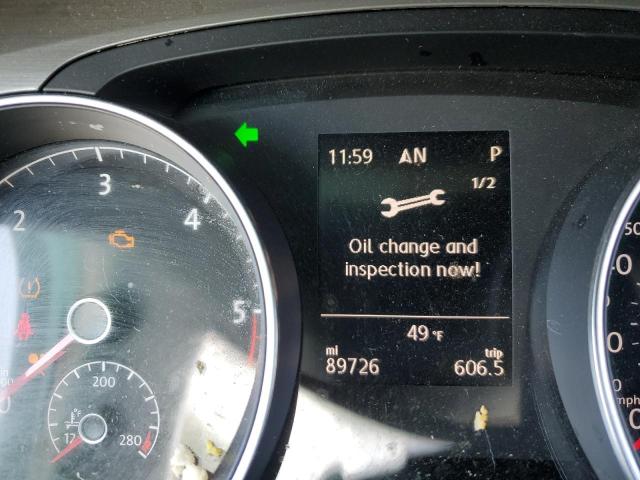 11:59 AN P
1/2
Oil change and
inspection now!
49 °F
mi trip
89726 606.5
2 3 4 5
200
280
°F
mph